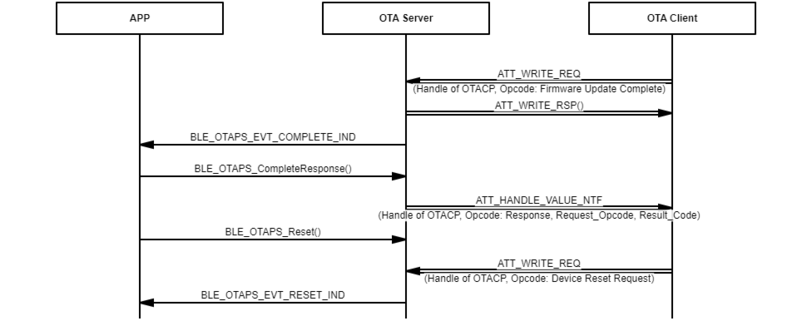 APP
OTA Server
OTA Client
ATT_WRITE_REQ
(Handle of OTACP, Opcode: Firmware Update Complete)
ATT_WRITE_RSP()
BLE_OTAPS_EVT_COMPLETE_IND
BLE_OTAPS_CompleteResponse()
ATT_HANDLE_VALUE_NTF
(Handle of OTACP, Opcode: Response, Request_Opcode, Result_Code)
BLE_OTAPS_Reset()
ATT_WRITE_REQ
(Handle of OTACP, Opcode: Device Reset Request)
BLE_OTAPS_EVT_RESET_IND